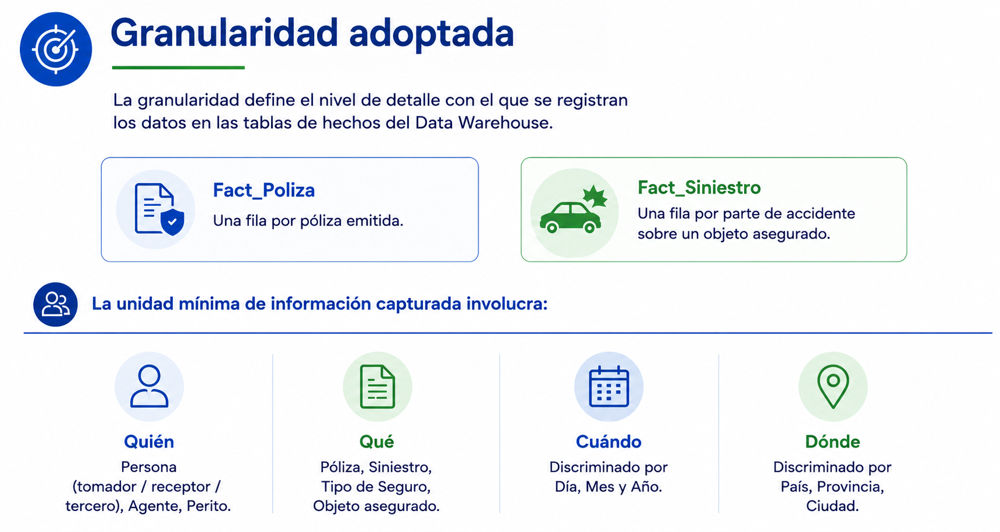 Granularidad adoptada
La granularidad define el nivel de detalle con el que se registran
los datos en las tablas de hechos del Data Warehouse.
Fact_Poliza
Una fila por póliza emitida.
Fact_Siniestro
Una fila por parte de accidente
sobre un objeto asegurado.
La unidad mínima de información capturada involucra:
Quién
Persona
(tomador / receptor /
tercero), Agente, Perito.
Qué
Póliza, Siniestro,
Tipo de Seguro,
Objeto asegurado.
Cuándo
Discriminado por
Día, Mes y Año.
Dónde
Discriminado por
País, Provincia,
Ciudad.